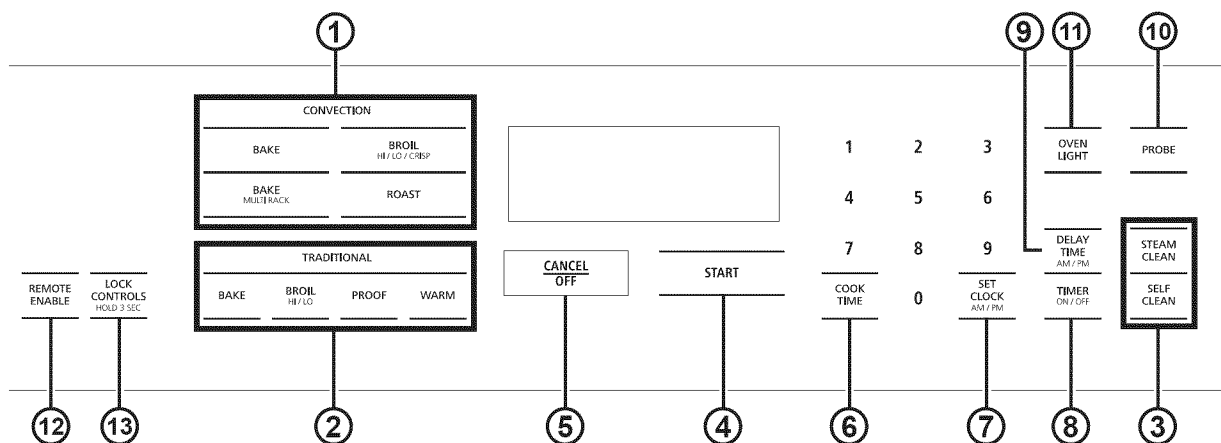 1
9
11
10
CONVECTION
BAKE
BROIL
HI / LO / CRISP
BAKE
MULTI RACK
ROAST
1 2 3
4 5 6
7 8 9
0
OVEN
LIGHT
PROBE
REMOTE
ENABLE
LOCK
CONTROLS
HOLD 3 SEC
TRADITIONAL
BAKE
BROIL
HI / LO
PROOF
WARM
CANCEL
OFF
START
COOK
TIME
SET
CLOCK
AM / PM
DELAY
TIME
AM / PM
TIMER
ON / OFF
STEAM
CLEAN
SELF
CLEAN
12
13
2
5
4
6
7
8
3